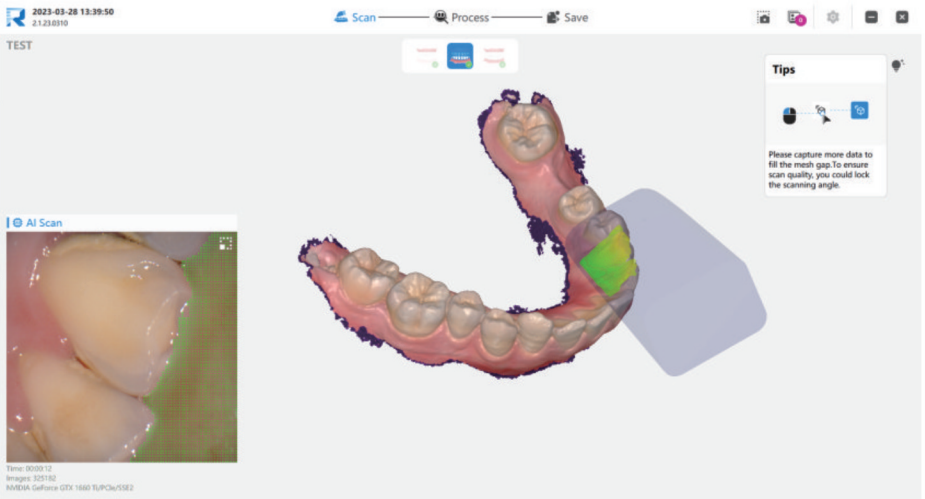 2023-03-28 13:39:50
2.1.23.0310
Scan
Process
Save
TEST
Tips
Please capture more data to
fill the mesh gap.To ensure
scan quality, you could lock
the scanning angle.
AI Scan
Time: 00:09:12
Images: 325182
NVIDIA GeForce GTX 1660 Ti/PCIe/SSE2